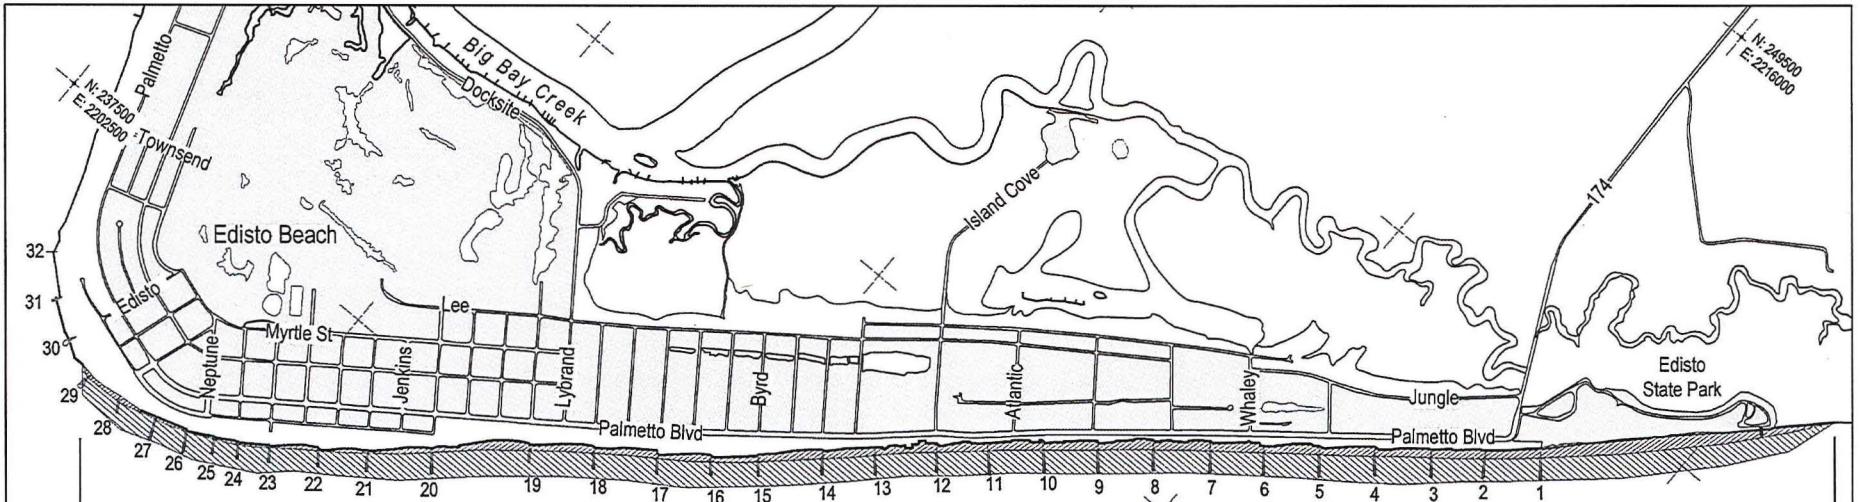 Palmetto
N: 237500
E: 2202500
Townsend
Big Bay Creek
Docksite
N: 249500
E: 2216000
174
Island Cove
Edisto Beach
Edisto
Lee
Myrtle St
Neptune
Jenkins
Lybrand
Byrd
Atlantic
Whaley
Jungle
Edisto
State Park
Palmetto Blvd
Palmetto Blvd
32
31
30
29
28
27
26
25
24
23
22
21
20
19
18
17
16
15
14
13
12
11
10
9
8
7
6
5
4
3
2
1